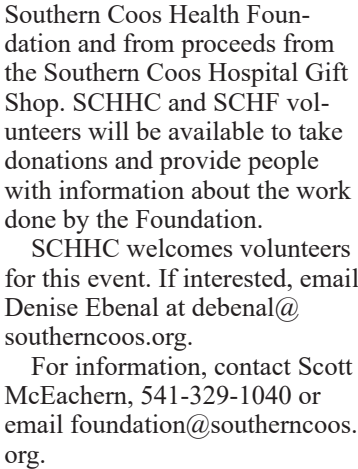 Southern Coos Health Foun-
dation and from proceeds from
the Southern Coos Hospital Gift
Shop. SCHHC and SCHF vol-
unteers will be available to take
donations and provide people
with information about the work
done by the Foundation.
SCHHC welcomes volunteers
for this event. If interested, email
Denise Ebenal at debenal@
southerncoos.org.
For information, contact Scott
McEachern, 541-329-1040 or
email foundation@southerncoos.
org.